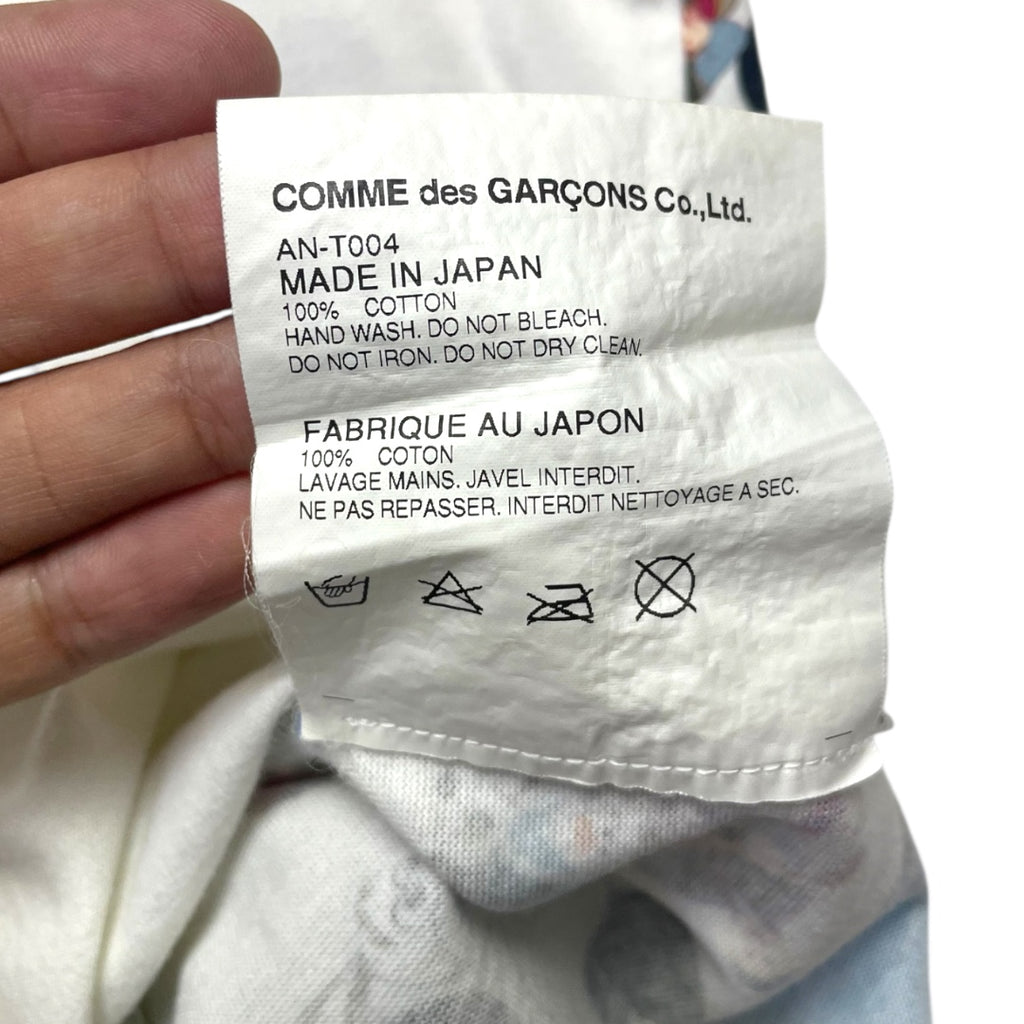 COMME des GARÇONS Co.,Ltd.
AN-T004
MADE IN JAPAN
100% COTTON
HAND WASH. DO NOT BLEACH.
DO NOT IRON. DO NOT DRY CLEAN.
FABRIQUE AU JAPON
100% COTON
LAVAGE MAINS. JAVEL INTERDIT.
NE PAS REPASSER. INTERDIT NETTOYAGE A SEC.